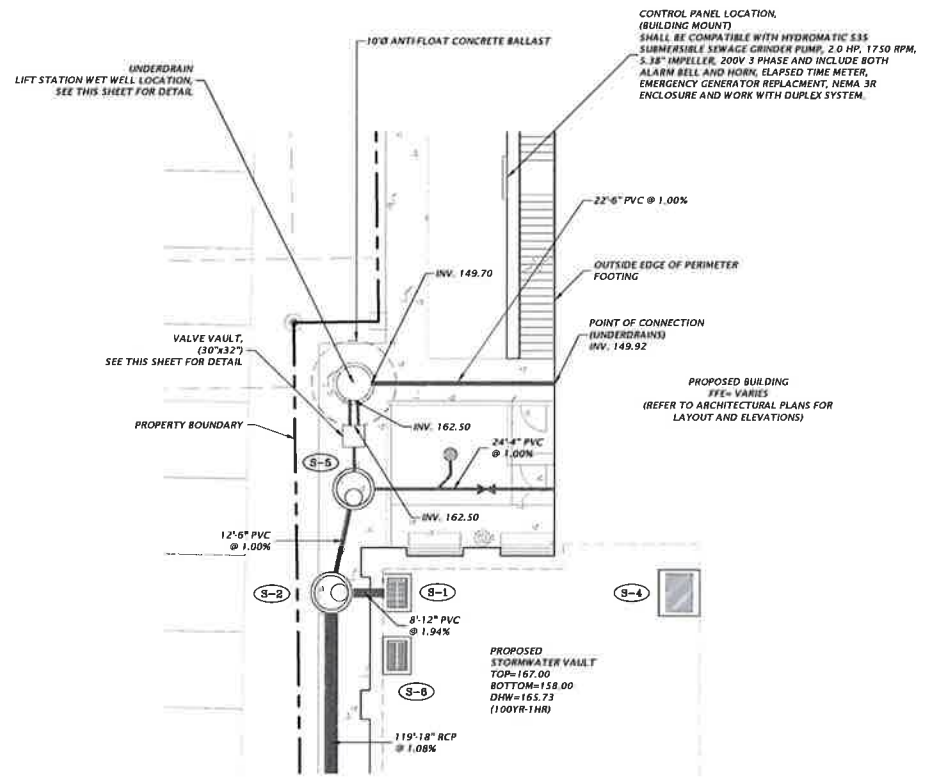 CONTROL PANEL LOCATION,
(BUILDING MOUNT)
SHALL BE COMPATIBLE WITH HYDROMATIC S3S
SUBMERSIBLE SEWAGE GRINDER PUMP, 2.0 HP, 1750 RPM,
5.38" IMPELLER, 200V 3 PHASE AND INCLUDE BOTH
ALARM BELL AND HORN, ELAPSED TIME METER,
EMERGENCY GENERATOR REPLACMENT, NEMA 3R
ENCLOSURE AND WORK WITH DUPLEX SYSTEM.
10'Ø ANTI-FLOAT CONCRETE BALLAST
UNDERDRAIN
LIFT STATION WET WELL LOCATION,
SEE THIS SHEET FOR DETAIL
22'-6" PVC @ 1.00%
INV. 149.70
OUTSIDE EDGE OF PERIMETER
FOOTING
POINT OF CONNECTION
(UNDERDRAINS)
INV. 149.92
VALVE VAULT,
(30"x32")
SEE THIS SHEET FOR DETAIL
PROPOSED BUILDING
FFE= VARIES
(REFER TO ARCHITECTURAL PLANS FOR
LAYOUT AND ELEVATIONS)
PROPERTY BOUNDARY
INV. 162.50
24'-4" PVC
@ 1.00%
S-5
INV. 162.50
12'-6" PVC
@ 1.00%
S-2
S-1
S-4
8'-12" PVC
@ 1.94%
PROPOSED
STORMWATER VAULT
TOP=167.00
BOTTOM=158.00
DHW=165.73
(100YR-1HR)
S-6
119'-18" RCP
@ 1.08%